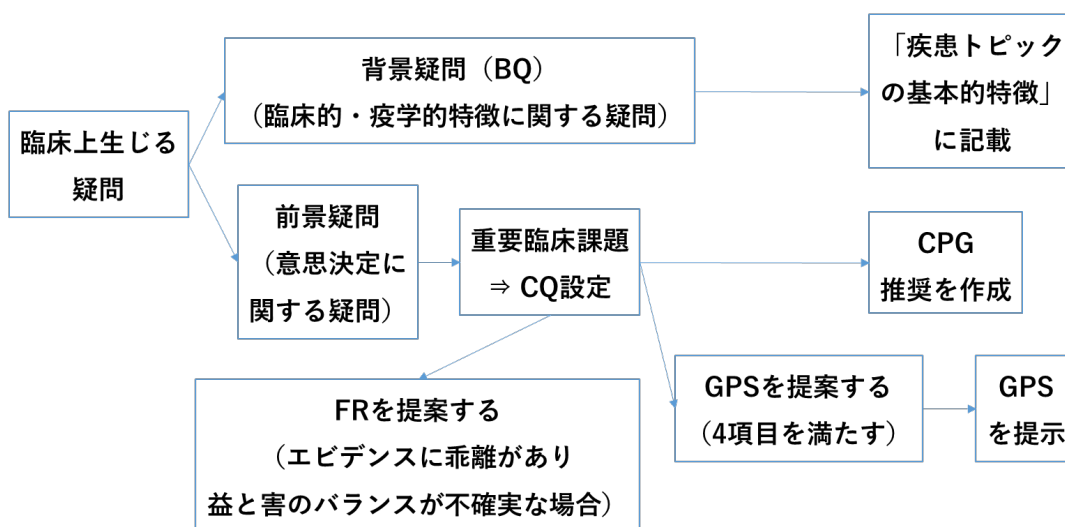 臨床上生じる
疑問
背景疑問（BQ）
（臨床的・疫学的特徴に関する疑問）
「疾患トピック
の基本的特徴」
に記載
前景疑問
（意思決定に
関する疑問）
重要臨床課題
⇒ CQ設定
CPG
推奨を作成
FRを提案する
（エビデンスに乖離があり
益と害のバランスが不確実な場合）
GPSを提案する
（4項目を満たす）
GPS
を提示